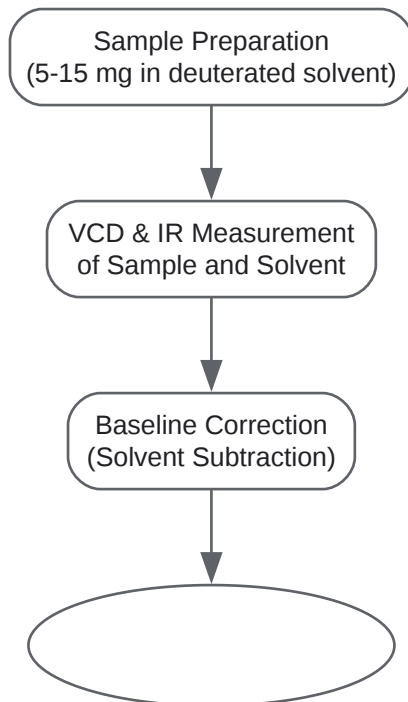 Sample Preparation
(5-15 mg in deuterated solvent)
VCD & IR Measurement
of Sample and Solvent
Baseline Correction
(Solvent Subtraction)